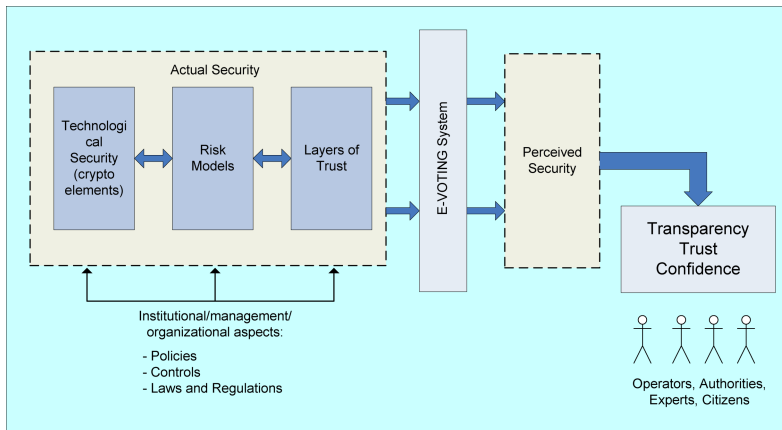 Actual Security
Technologi
cal
Security
(crypto
elements)
Risk
Models
Layers of
Trust
E-VOTING System
Perceived
Security
Transparency
Trust
Confidence
Institutional/management/
organizational aspects:
- Policies
- Controls
- Laws and Regulations
Operators, Authorities,
Experts, Citizens